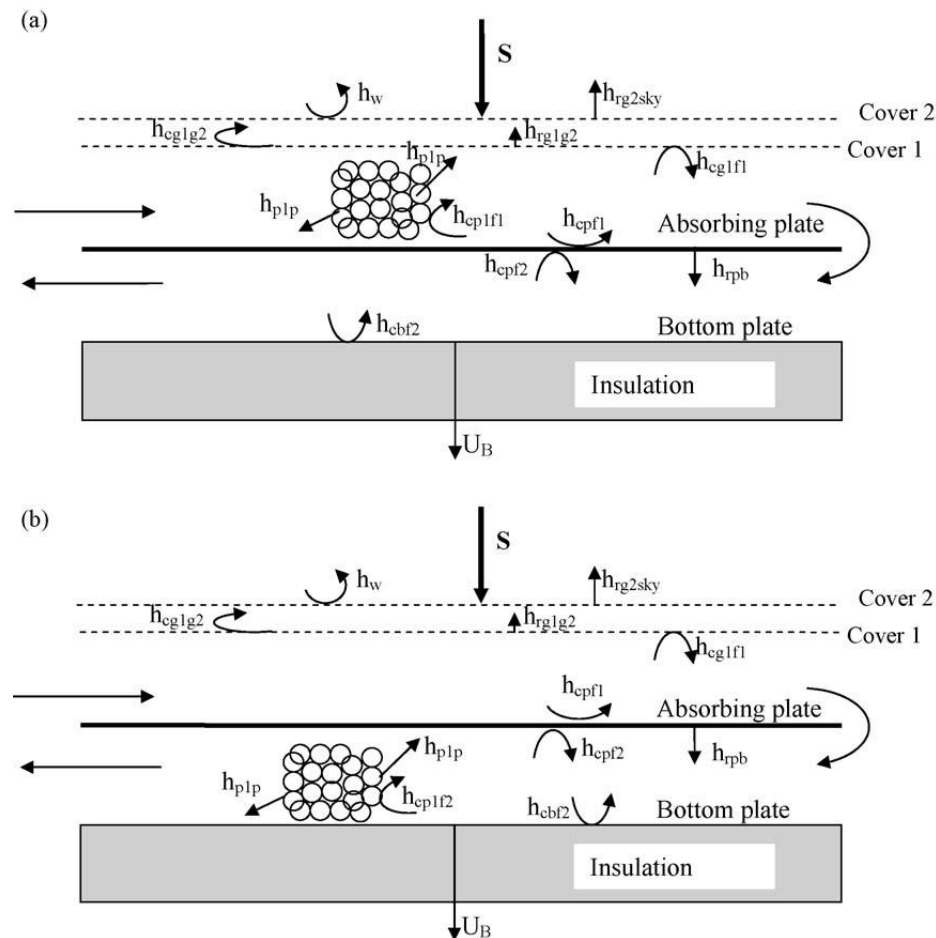 (a)
S
h_w
h_rg2sky
Cover 2
h_cg1g2
h_rg1g2
Cover 1
h_p1p
h_cg1f1
h_p1p
h_cp1f1
h_cpf1
Absorbing plate
h_cpf2
h_rpb
h_cbf2
Bottom plate
Insulation
U_B
(b)
S
h_w
h_rg2sky
Cover 2
h_cg1g2
h_rg1g2
Cover 1
h_cg1f1
h_cpf1
Absorbing plate
h_p1p
h_cpf2
h_rpb
h_p1p
h_cp1f2
h_cbf2
Bottom plate
Insulation
U_B